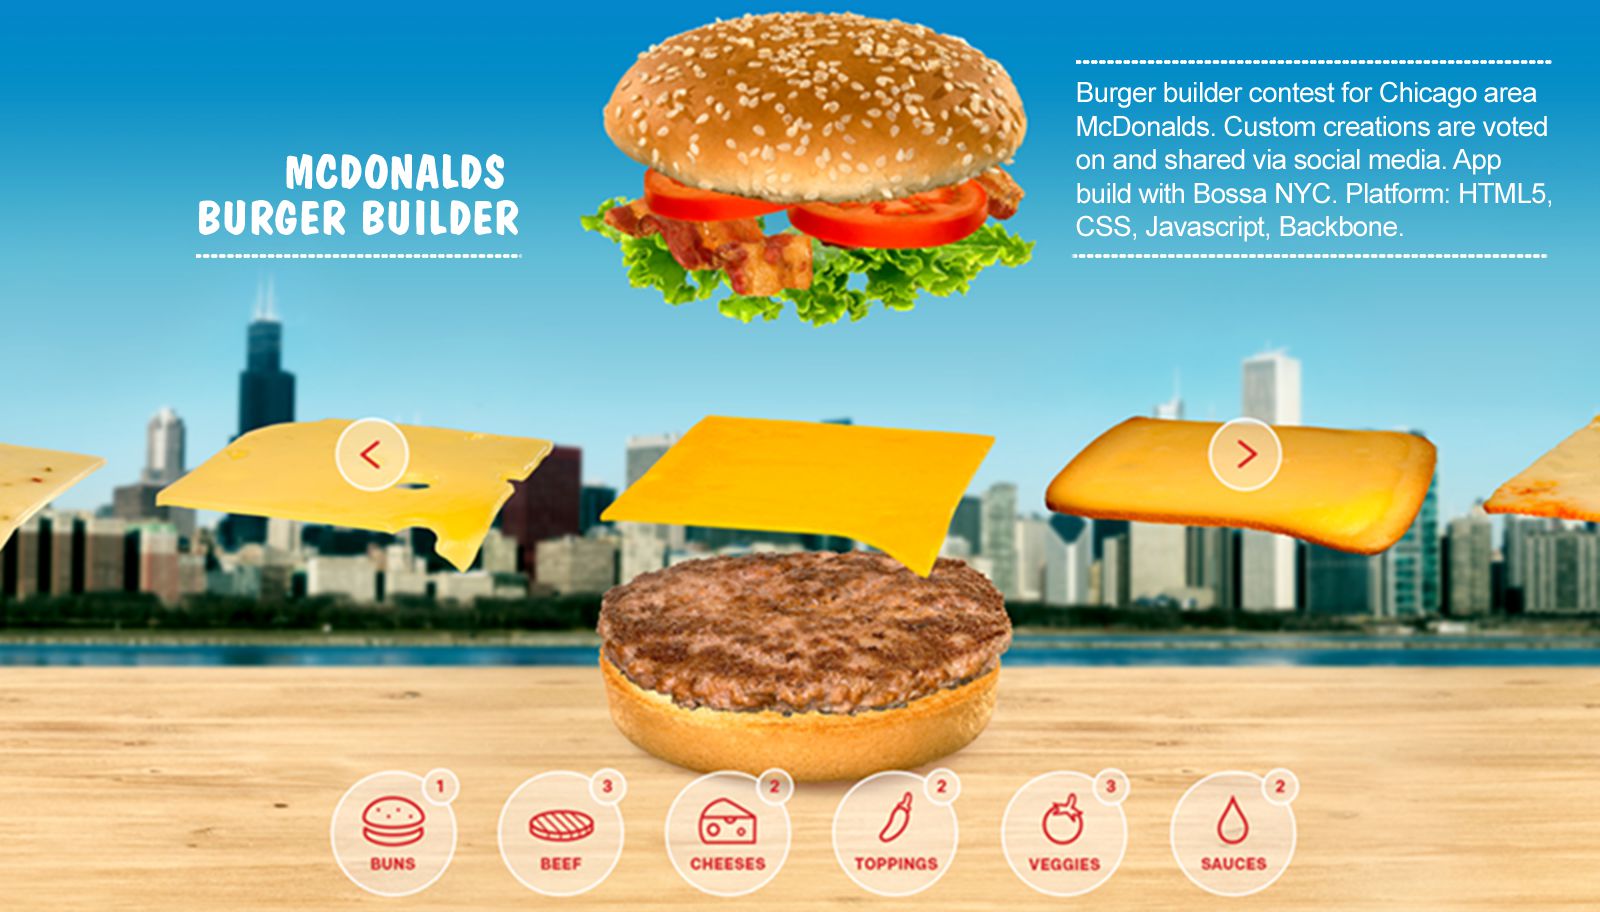 MCDONALDS
BURGER BUILDER
Burger builder contest for Chicago area
McDonalds. Custom creations are voted
on and shared via social media. App
build with Bossa NYC. Platform: HTML5,
CSS, Javascript, Backbone.
<
>
1
3
2
2
3
2
BUNS
BEEF
CHEESES
TOPPINGS
VEGGIES
SAUCES